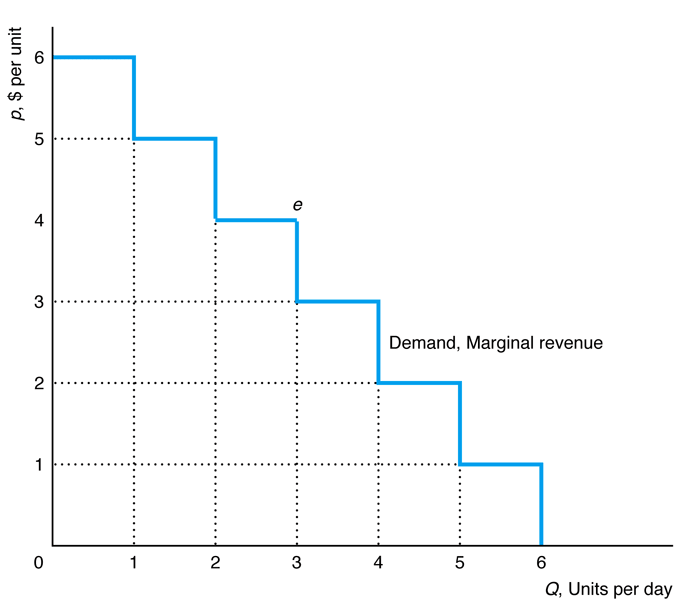 p, $ per unit
6
5
4
e
3
Demand, Marginal revenue
2
1
0
1 2 3 4 5 6
Q, Units per day